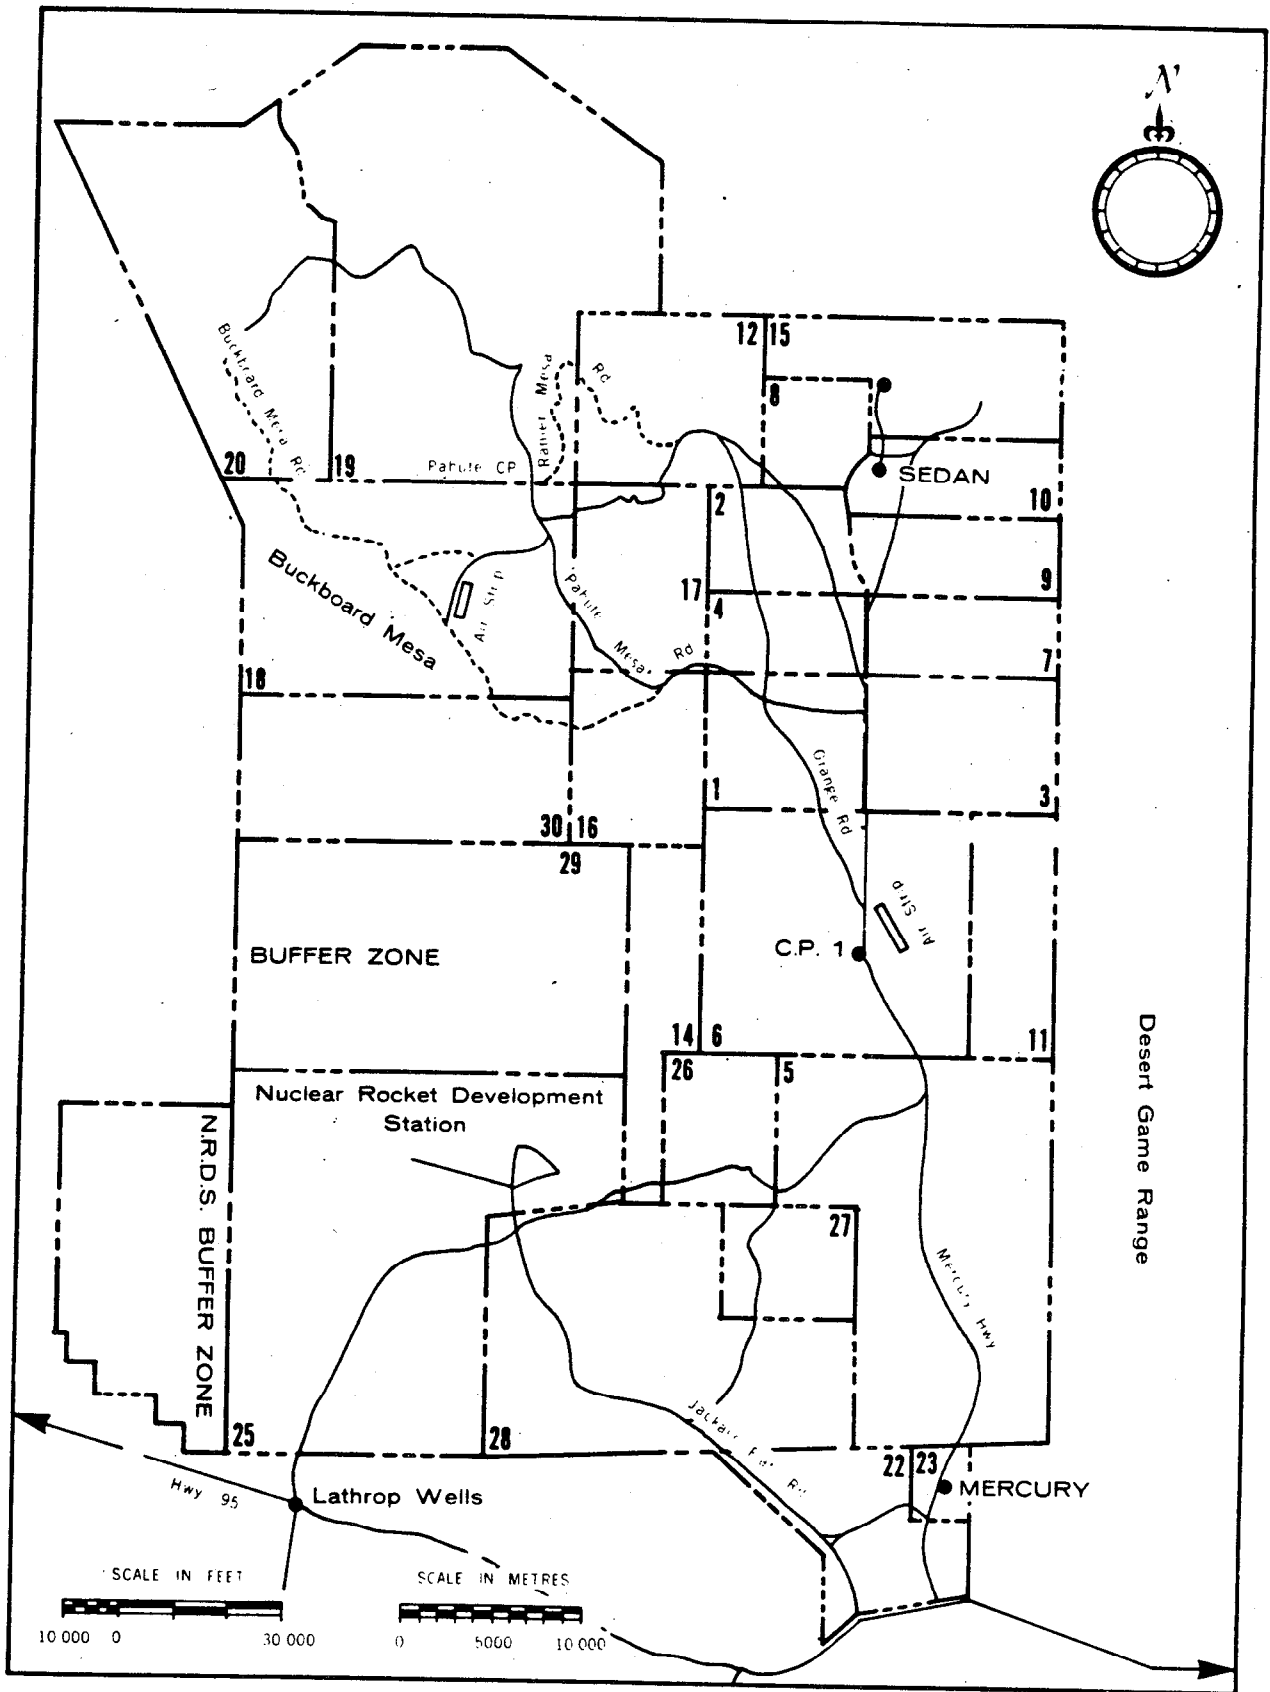 N
12 15
8
Buckbrard Mesa Rd
Rainier Mesa Rd
20
19
Pahute CP
SEDAN
10
2
Buckboard Mesa
Air Strip
Pahute Mesa Rd
17
4
9
7
18
1
3
Orange Rd
30 16
29
Air Strip
C.P. 1
BUFFER ZONE
14 6
26
5
11
Desert Game Range
Nuclear Rocket Development
Station
N.R.D.S. BUFFER ZONE
27
Mercury Hwy
25
28
Rd
22 23
MERCURY
Hwy 95
Lathrop Wells
SCALE IN FEET
10 000 0 30 000
SCALE IN METRES
0 5000 10 000